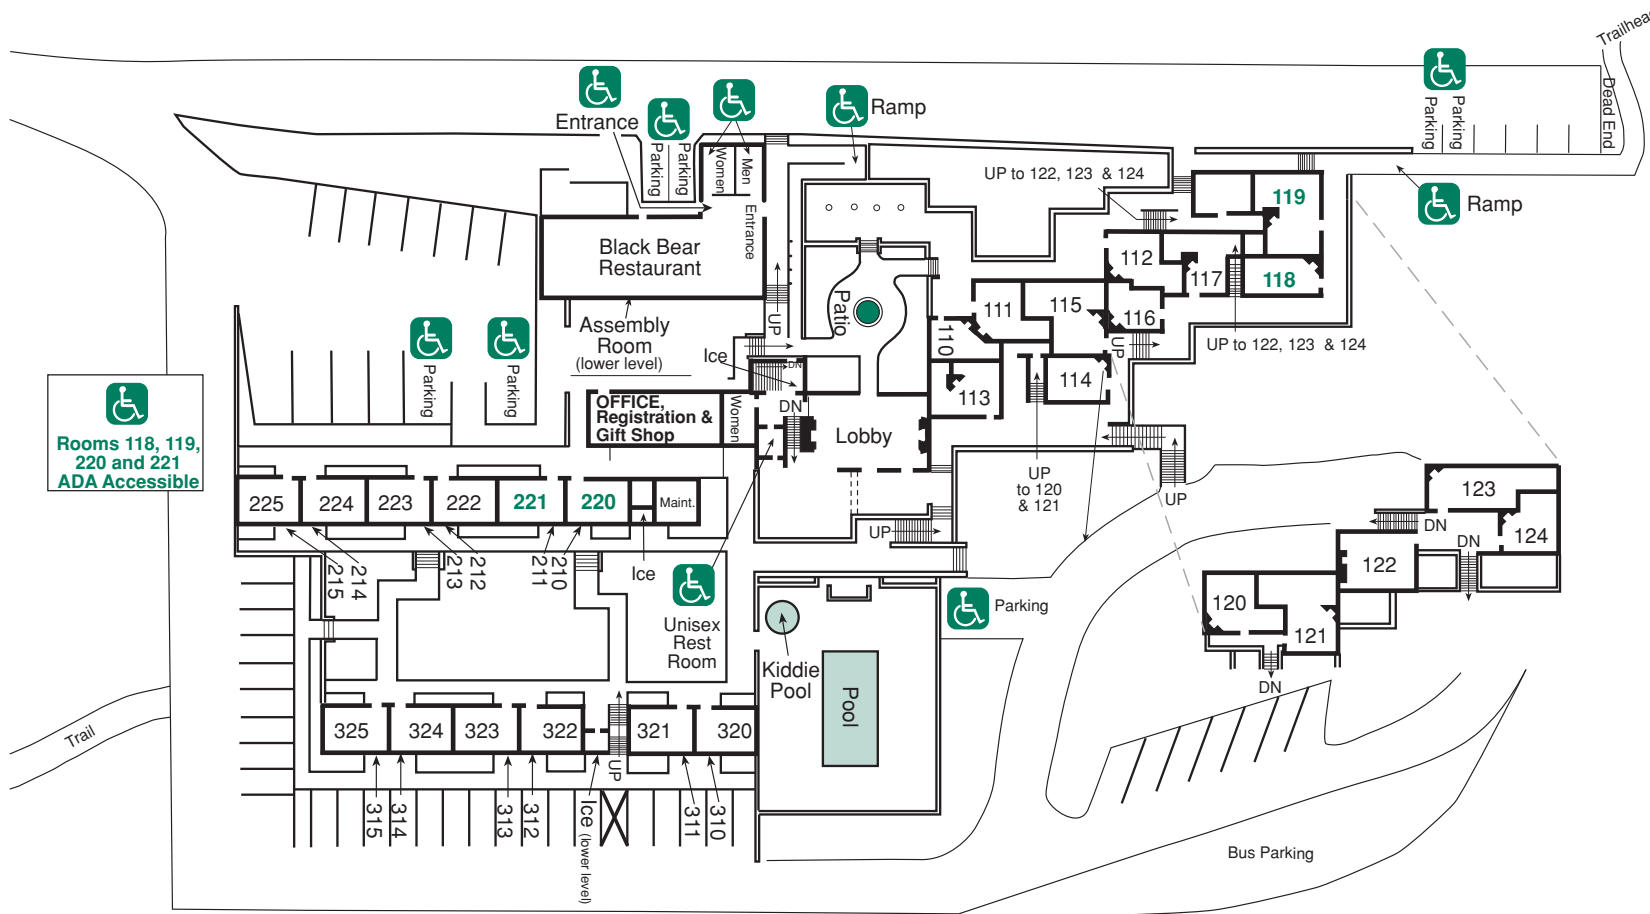 Trailhead
Dead End
Parking
Parking
Ramp
Entrance
Parking
Parking
Women
Men
Entrance
Ramp
UP to 122, 123 & 124
119
Black Bear
Restaurant
112
117
118
Patio
111
115
116
110
UP
UP to 122, 123 & 124
UP
Assembly
Room
(lower level)
Ice
DN
Parking
Parking
114
113
Rooms 118, 119,
220 and 221
ADA Accessible
OFFICE,
Registration &
Gift Shop
Women
DN
Lobby
UP
to 120
& 121
UP
225
224
223
222
221
220
Maint.
UP
123
124
DN
DN
122
215
214
213
212
211
210
Ice
Unisex
Rest
Room
Parking
120
121
DN
Kiddie
Pool
Pool
325
324
323
322
321
320
UP
Trail
315
314
313
312
Ice (lower level)
311
310
Bus Parking